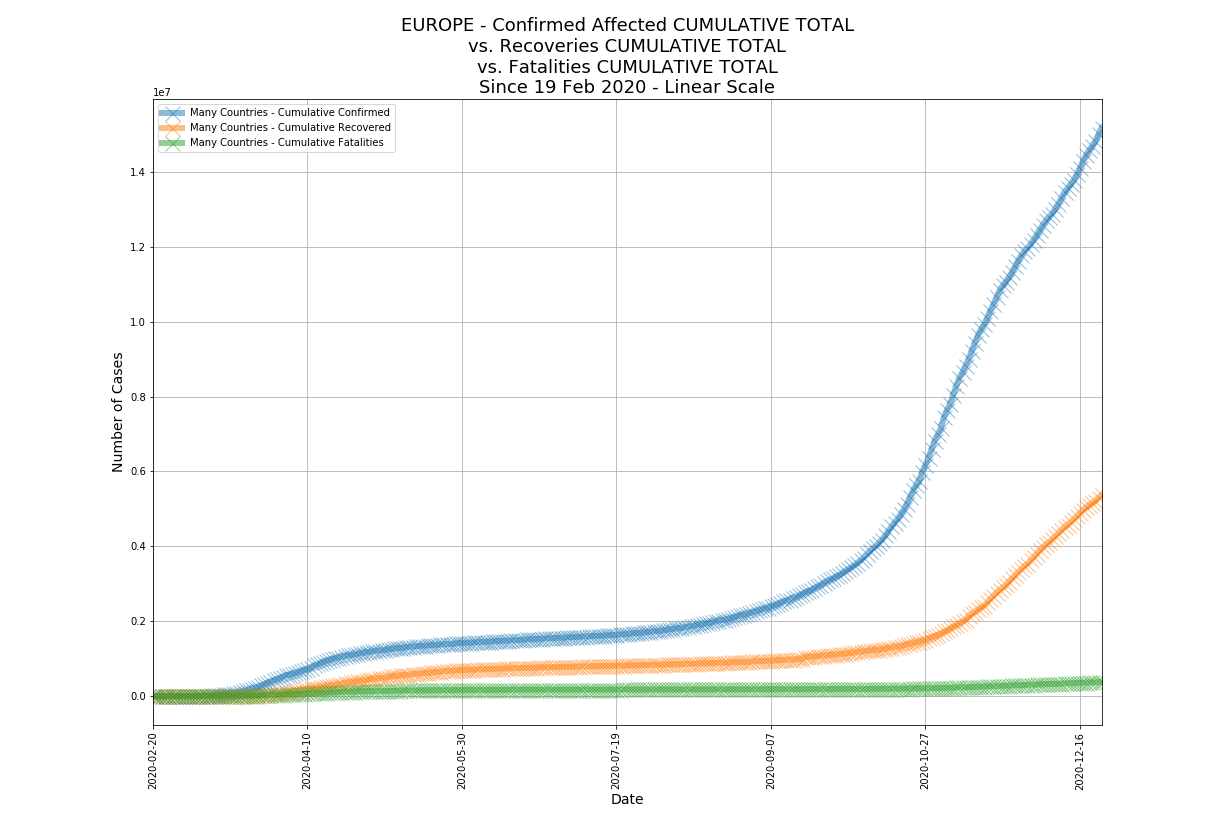 EUROPE - Confirmed Affected CUMULATIVE TOTAL
vs. Recoveries CUMULATIVE TOTAL
vs. Fatalities CUMULATIVE TOTAL
Since 19 Feb 2020 - Linear Scale
1e7
Many Countries - Cumulative Confirmed
Many Countries - Cumulative Recovered
Many Countries - Cumulative Fatalities
1.4
1.2
1.0
0.8
0.6
0.4
0.2
0.0
Number of Cases
2020-02-20
2020-04-10
2020-05-30
2020-07-19
2020-09-07
2020-10-27
2020-12-16
Date